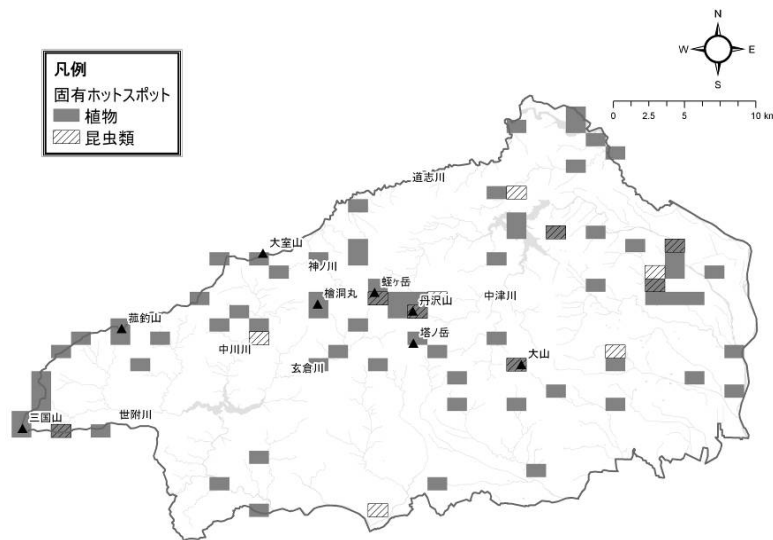 N
W
E
S
0
2.5
5
10 km
凡例
固有ホットスポット
植物
昆虫類
道志川
大室山
神ノ川
蛭ヶ岳
檜洞丸
丹沢山
中津川
菰釣山
塔ノ岳
中川川
玄倉川
大山
三国山
世附川